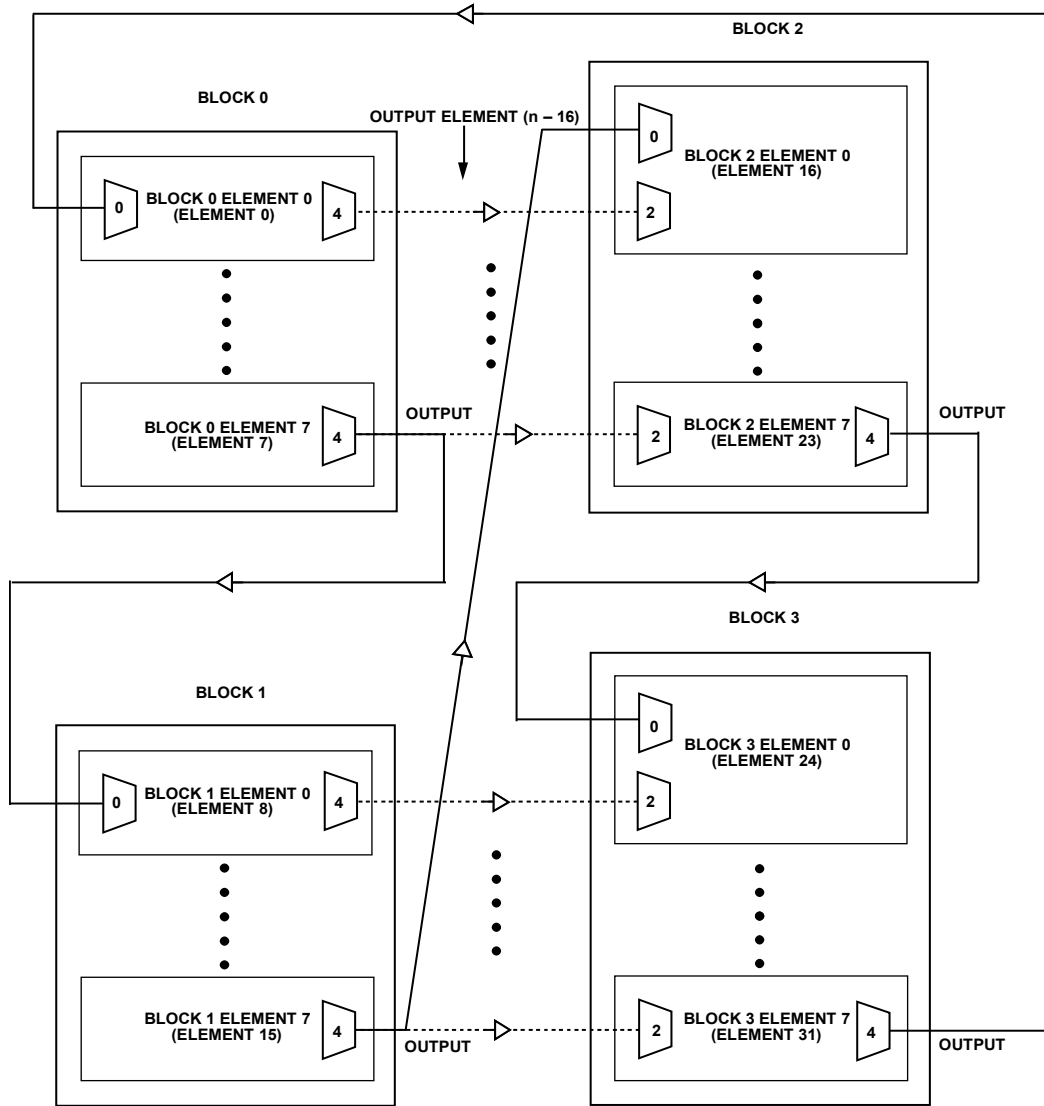 BLOCK 2
BLOCK 0
OUTPUT ELEMENT (n – 16)
0
BLOCK 2 ELEMENT 0
(ELEMENT 16)
0
BLOCK 0 ELEMENT 0
(ELEMENT 0)
4
2
BLOCK 0 ELEMENT 7
(ELEMENT 7)
4
OUTPUT
2
BLOCK 2 ELEMENT 7
(ELEMENT 23)
4
OUTPUT
BLOCK 3
BLOCK 1
0
BLOCK 3 ELEMENT 0
(ELEMENT 24)
0
BLOCK 1 ELEMENT 0
(ELEMENT 8)
4
2
BLOCK 1 ELEMENT 7
(ELEMENT 15)
4
OUTPUT
2
BLOCK 3 ELEMENT 7
(ELEMENT 31)
4
OUTPUT